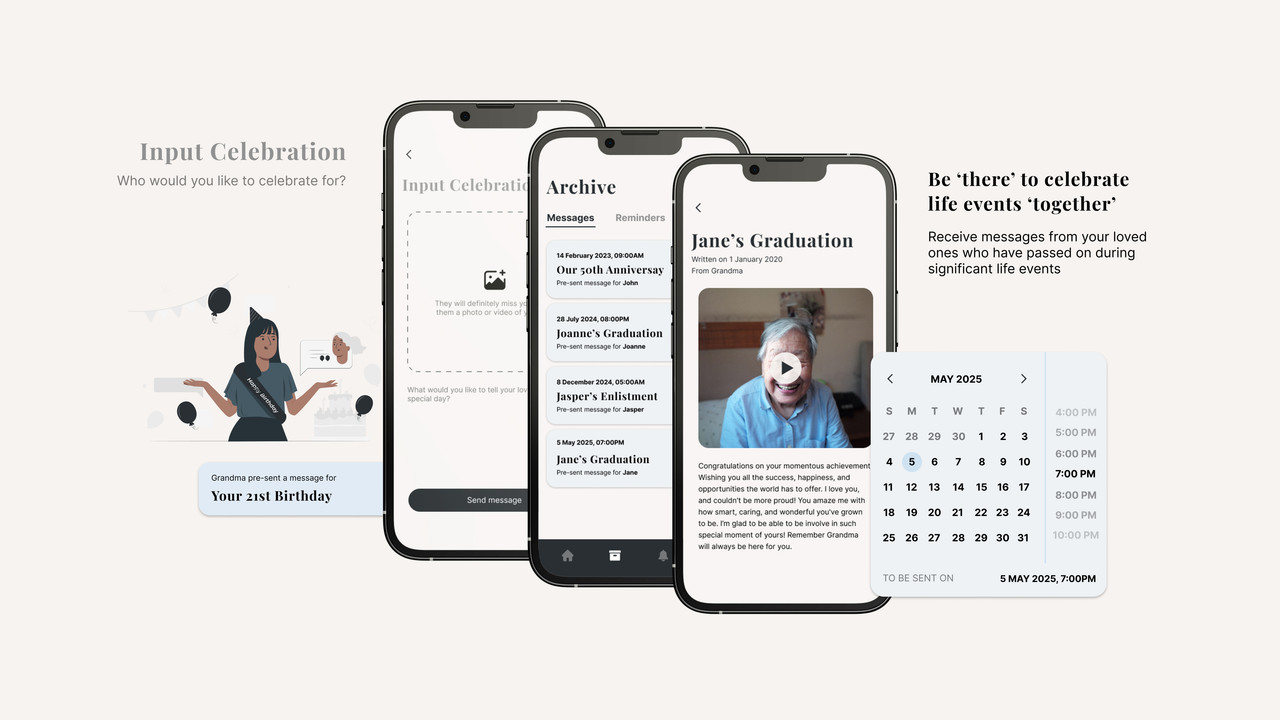 Input Celebration
Who would you like to celebrate for?
Happy Birthday
Grandma pre-sent a message for
Your 21st Birthday
Input Celebratio
They will definitely miss yo
them a photo or video of y
What would you like to tell your lov
special day?
Send message
Archive
Messages
Reminders
14 February 2023, 09:00AM
Our 50th Anniversay
Pre-sent message for John
28 July 2024, 08:00PM
Joanne's Graduation
Pre-sent message for Joanne
8 December 2024, 05:00AM
Jasper's Enlistment
Pre-sent message for Jasper
5 May 2025, 07:00PM
Jane's Graduation
Pre-sent message for Jane
Jane's Graduation
Written on 1 January 2020
From Grandma
Congratulations on your momentous achievement
Wishing you all the success, happiness, and
opportunities the world has to offer. I love you,
and couldn't be more proud! You amaze me with
how smart, caring, and wonderful you've grown
to be. I'm glad to be able to be involve in such
special moment of yours! Remember Grandma
will always be here for you.
Be 'there' to celebrate
life events 'together'
Receive messages from your loved
ones who have passed on during
significant life events
MAY 2025
S M T W T F S
27 28 29 30 1 2 3
4 5 6 7 8 9 10
11 12 13 14 15 16 17
18 19 20 21 22 23 24
25 26 27 28 29 30 31
4:00 PM
5:00 PM
6:00 PM
7:00 PM
8:00 PM
9:00 PM
10:00 PM
TO BE SENT ON 5 MAY 2025, 7:00PM